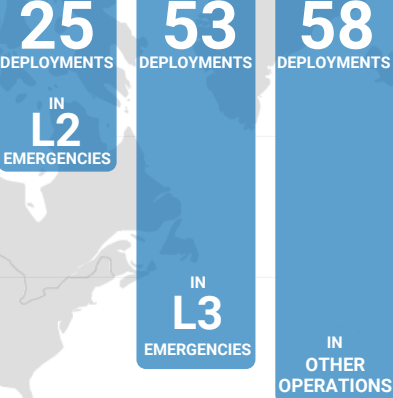 25
DEPLOYMENTS
IN
L2
EMERGENCIES
53
DEPLOYMENTS
IN
L3
EMERGENCIES
58
DEPLOYMENTS
IN
OTHER
OPERATIONS